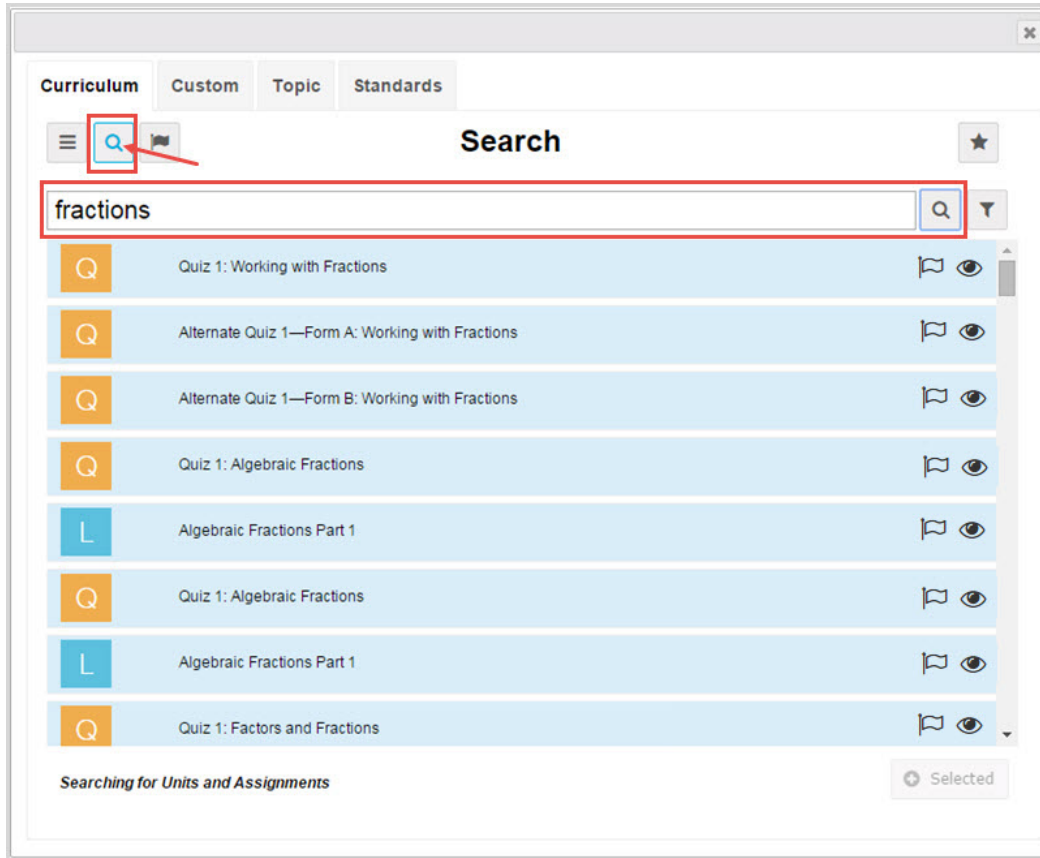 Curriculum Custom Topic Standards
Search
fractions
Q Quiz 1: Working with Fractions
Q Alternate Quiz 1—Form A: Working with Fractions
Q Alternate Quiz 1—Form B: Working with Fractions
Q Quiz 1: Algebraic Fractions
L Algebraic Fractions Part 1
Q Quiz 1: Algebraic Fractions
L Algebraic Fractions Part 1
Q Quiz 1: Factors and Fractions
Searching for Units and Assignments Selected